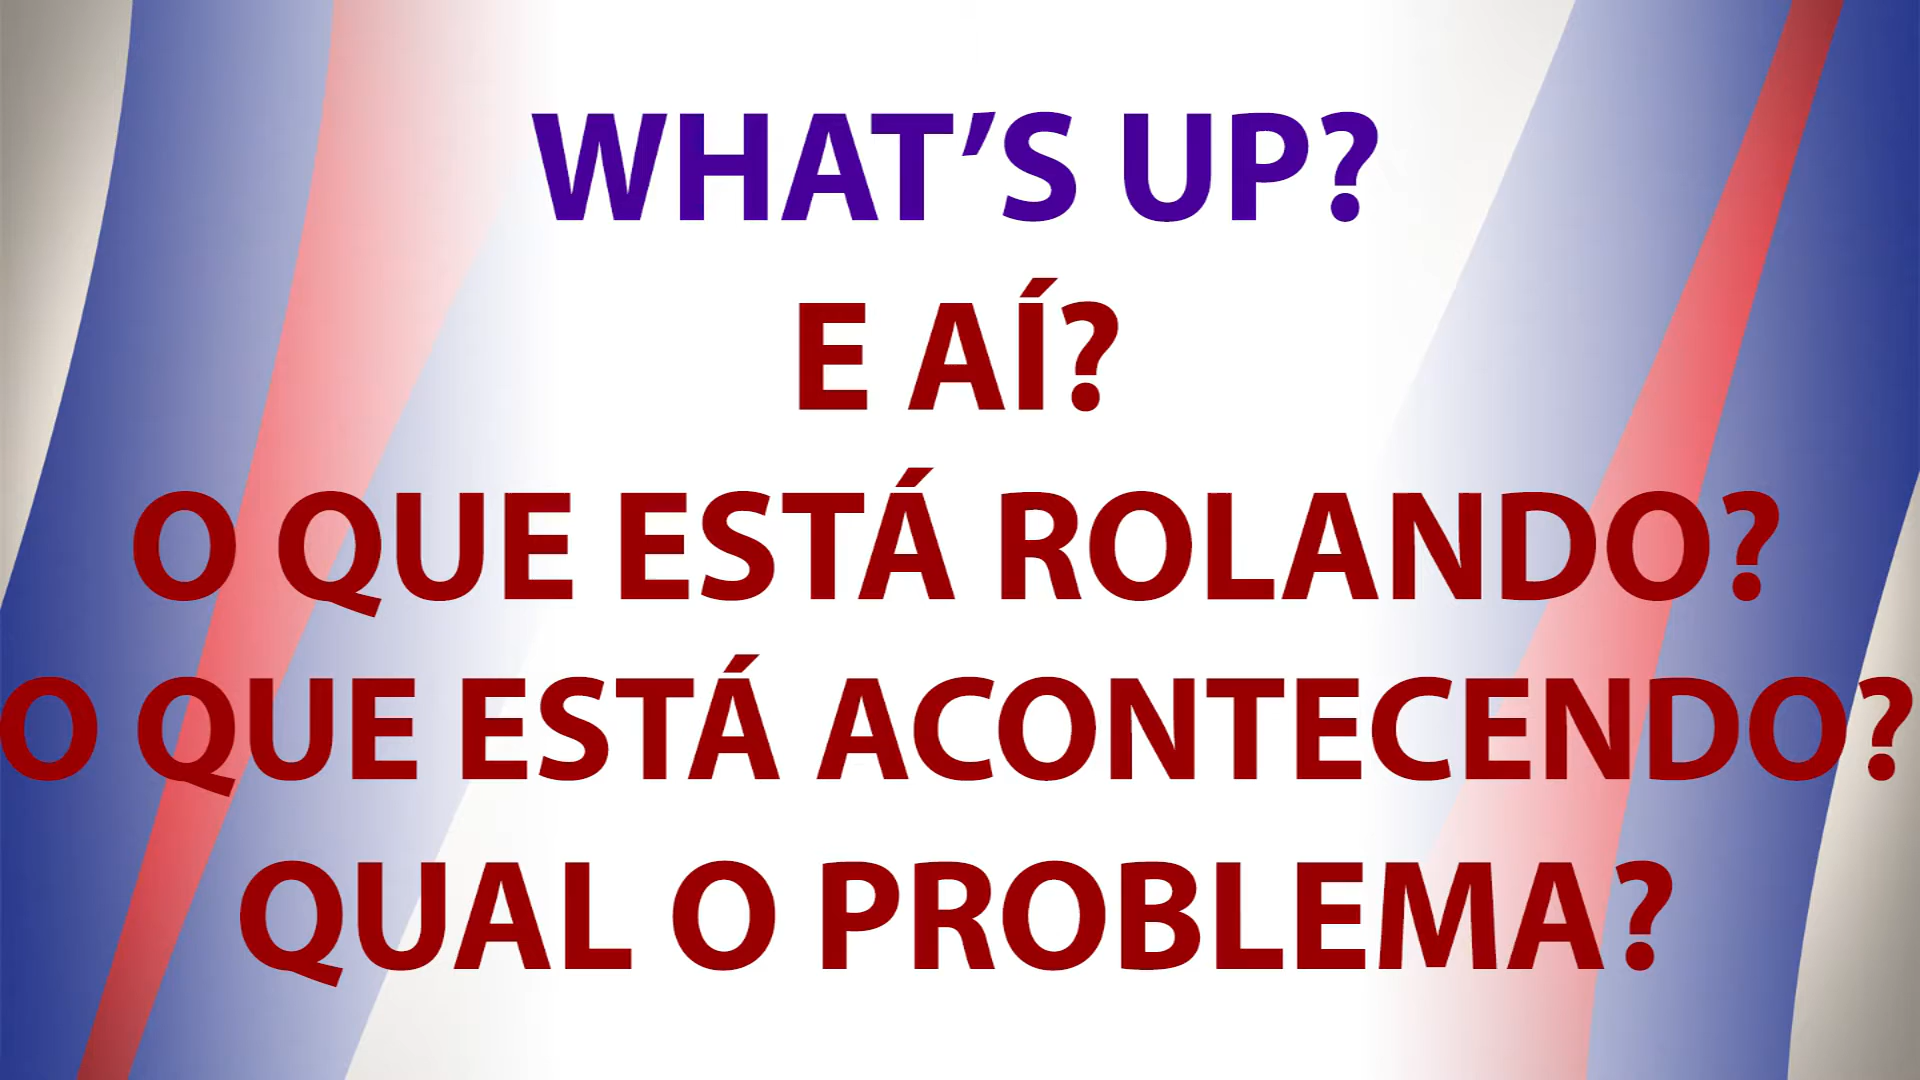 WHAT’S UP?
E AÍ?
O QUE ESTÁ ROLANDO?
O QUE ESTÁ ACONTECENDO?
QUAL O PROBLEMA?